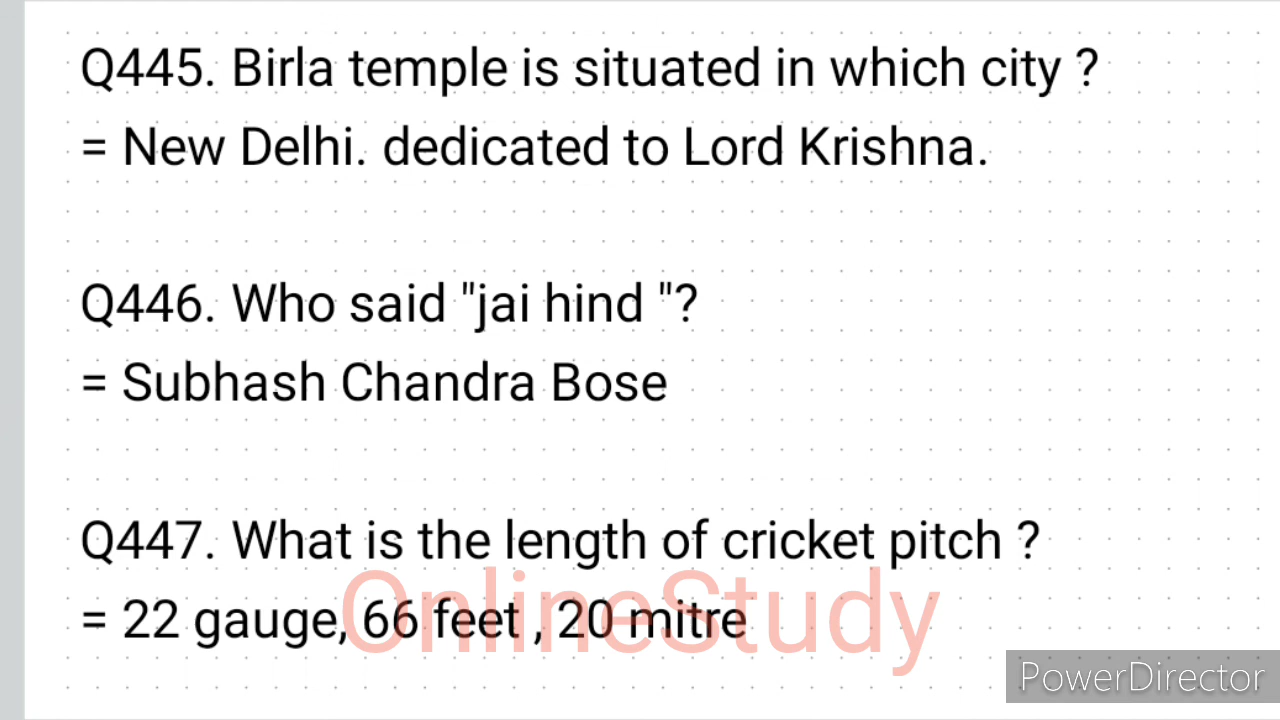 Q445. Birla temple is situated in which city ?
= New Delhi. dedicated to Lord Krishna.
Q446. Who said "jai hind "?
= Subhash Chandra Bose
Q447. What is the length of cricket pitch ?
= 22 gauge, 66 feet , 20 mitre
OnlineStudy
PowerDirector